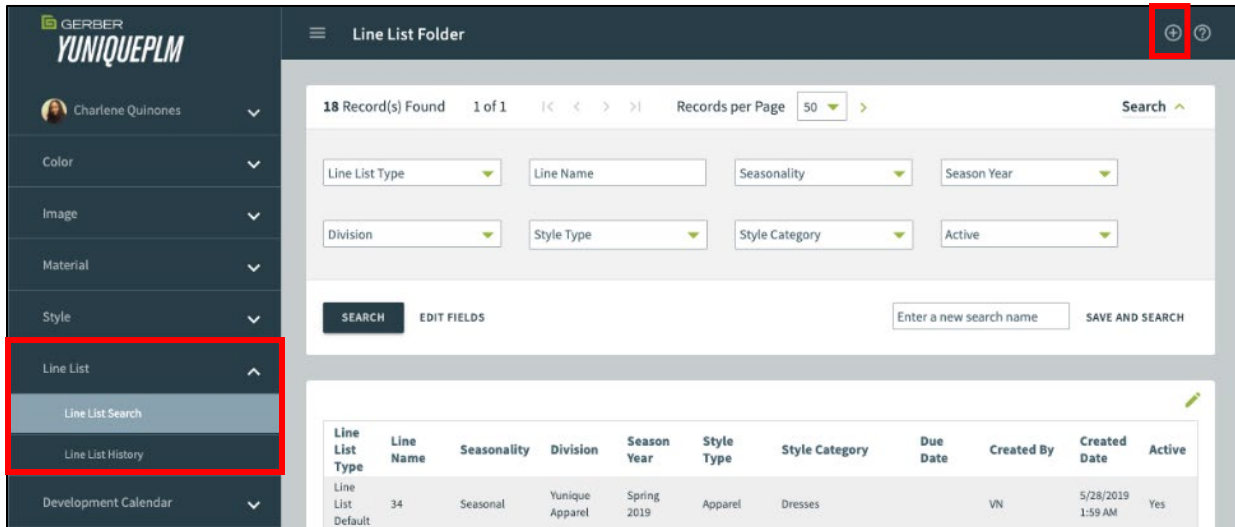 GERBER
YUNIQUEPLM
Line List Folder
Charlene Quinones
18 Record(s) Found 1 of 1 Records per Page 50 Search
Color
Line List Type Line Name Seasonality Season Year
Image
Division Style Type Style Category Active
Material
Style
SEARCH EDIT FIELDS Enter a new search name SAVE AND SEARCH
Line List
Line List Search
Line List History
Development Calendar
Line List Type Line Name Seasonality Division Season Year Style Type Style Category Due Date Created By Created Date Active
Line List Default 34 Seasonal Yunique Apparel Spring 2019 Apparel Dresses VN 5/28/2019 1:59 AM Yes